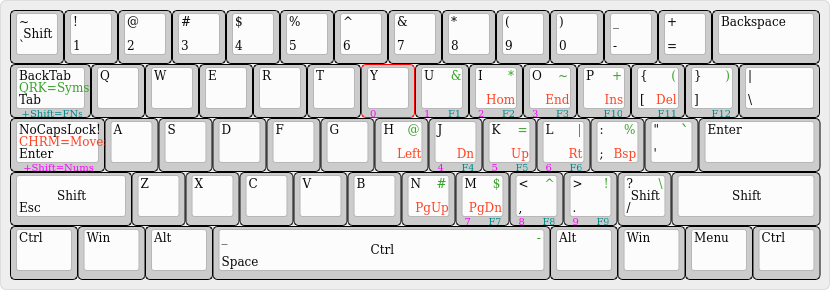 ~ ! @ # $ % ^ & * ( ) _ + Backspace
Shift
` 1 2 3 4 5 6 7 8 9 0 - =
BackTab Q W E R T Y U & I * O ~ P + { ( } ) |
QRK=Syms
Tab Hom End Ins [ Del ] \
+Shift=FNs 0 1 F1 2 F2 3 F3 F10 F11 F12
NoCapsLock! A S D F G H @ J K = L | : % " ` Enter
CHRM=Moves
Enter Left Dn Up Rt ; Bsp '
+Shift=Nums 4 F4 5 F5 6 F6
Z X C V B N # M $ < ^ > ! ? \
Shift Shift Shift
Esc PgUp PgDn , . /
7 F7 8 F8 9 F9
Ctrl Win Alt _ - Alt Win Menu Ctrl
Ctrl
Space